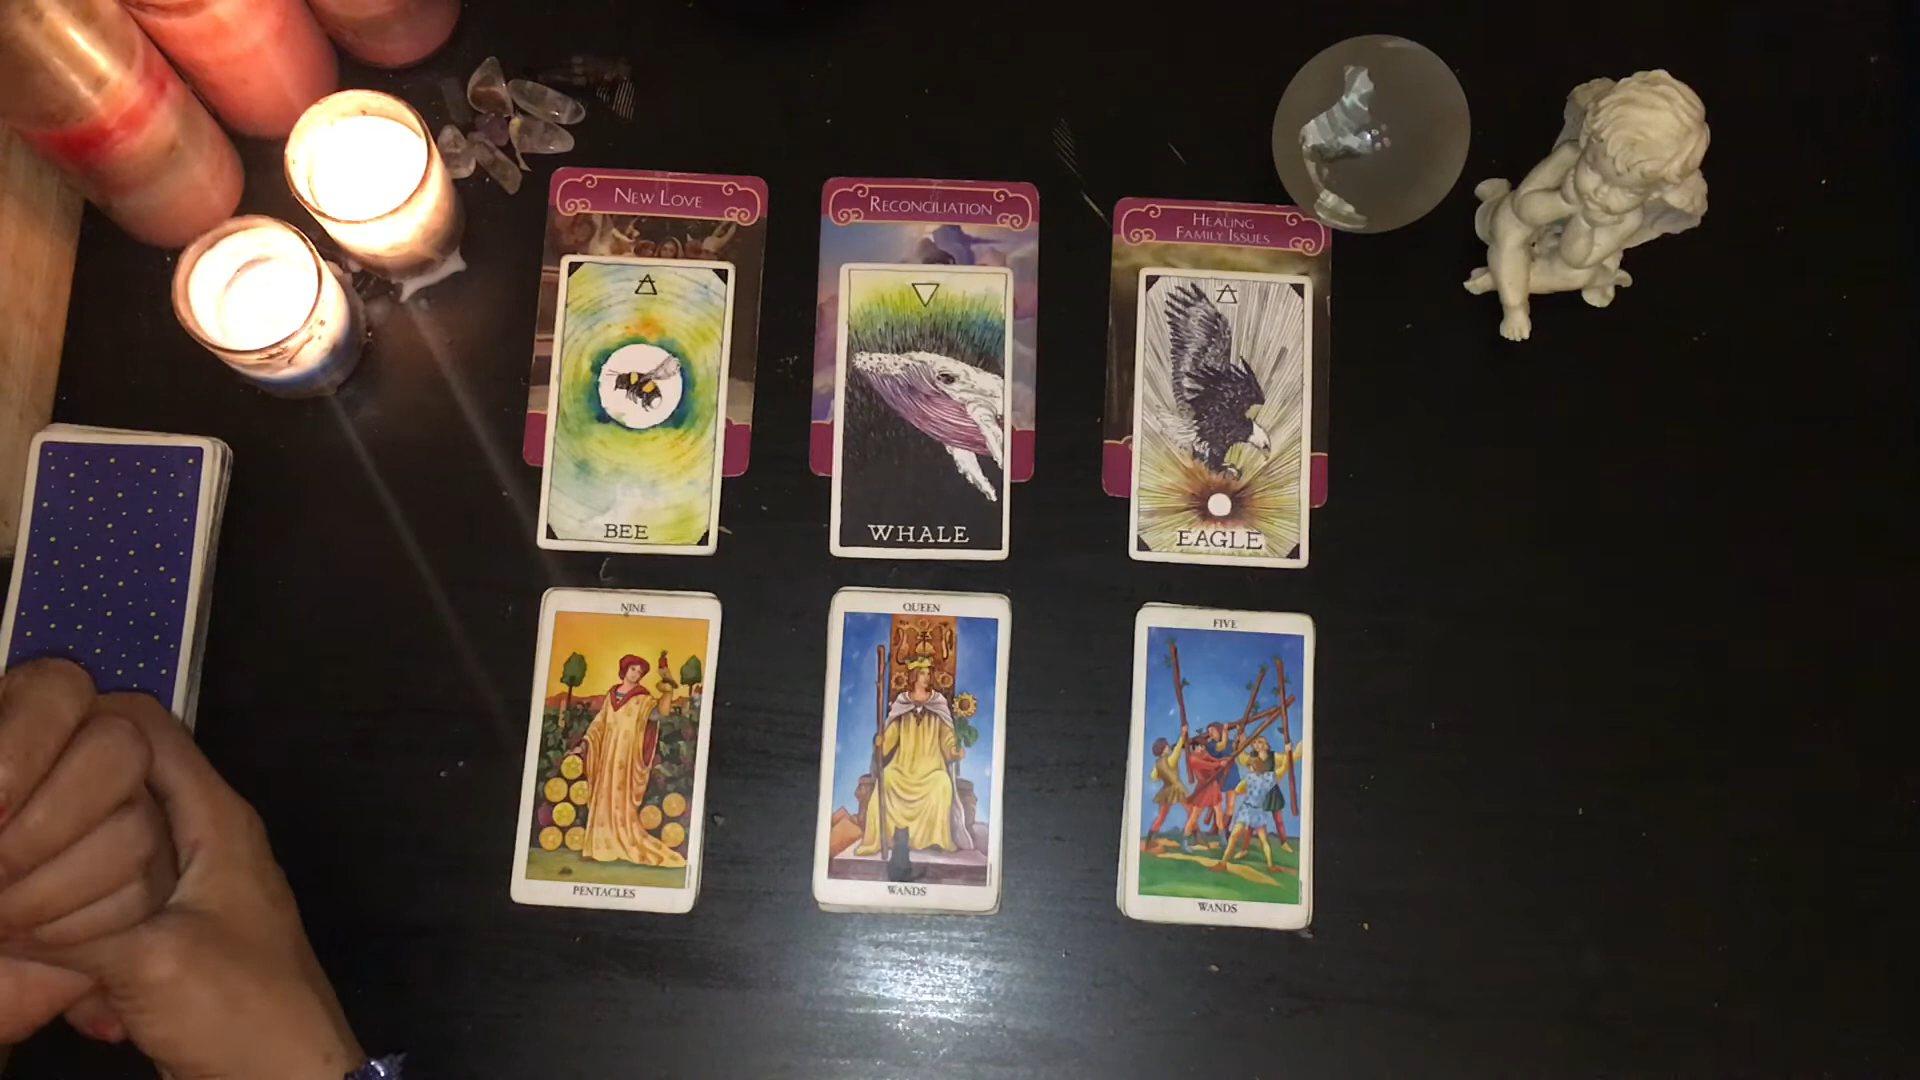 New Love
Reconciliation
Healing
Family Issues
BEE
WHALE
EAGLE
NINE
PENTACLES
QUEEN
WANDS
FIVE
WANDS